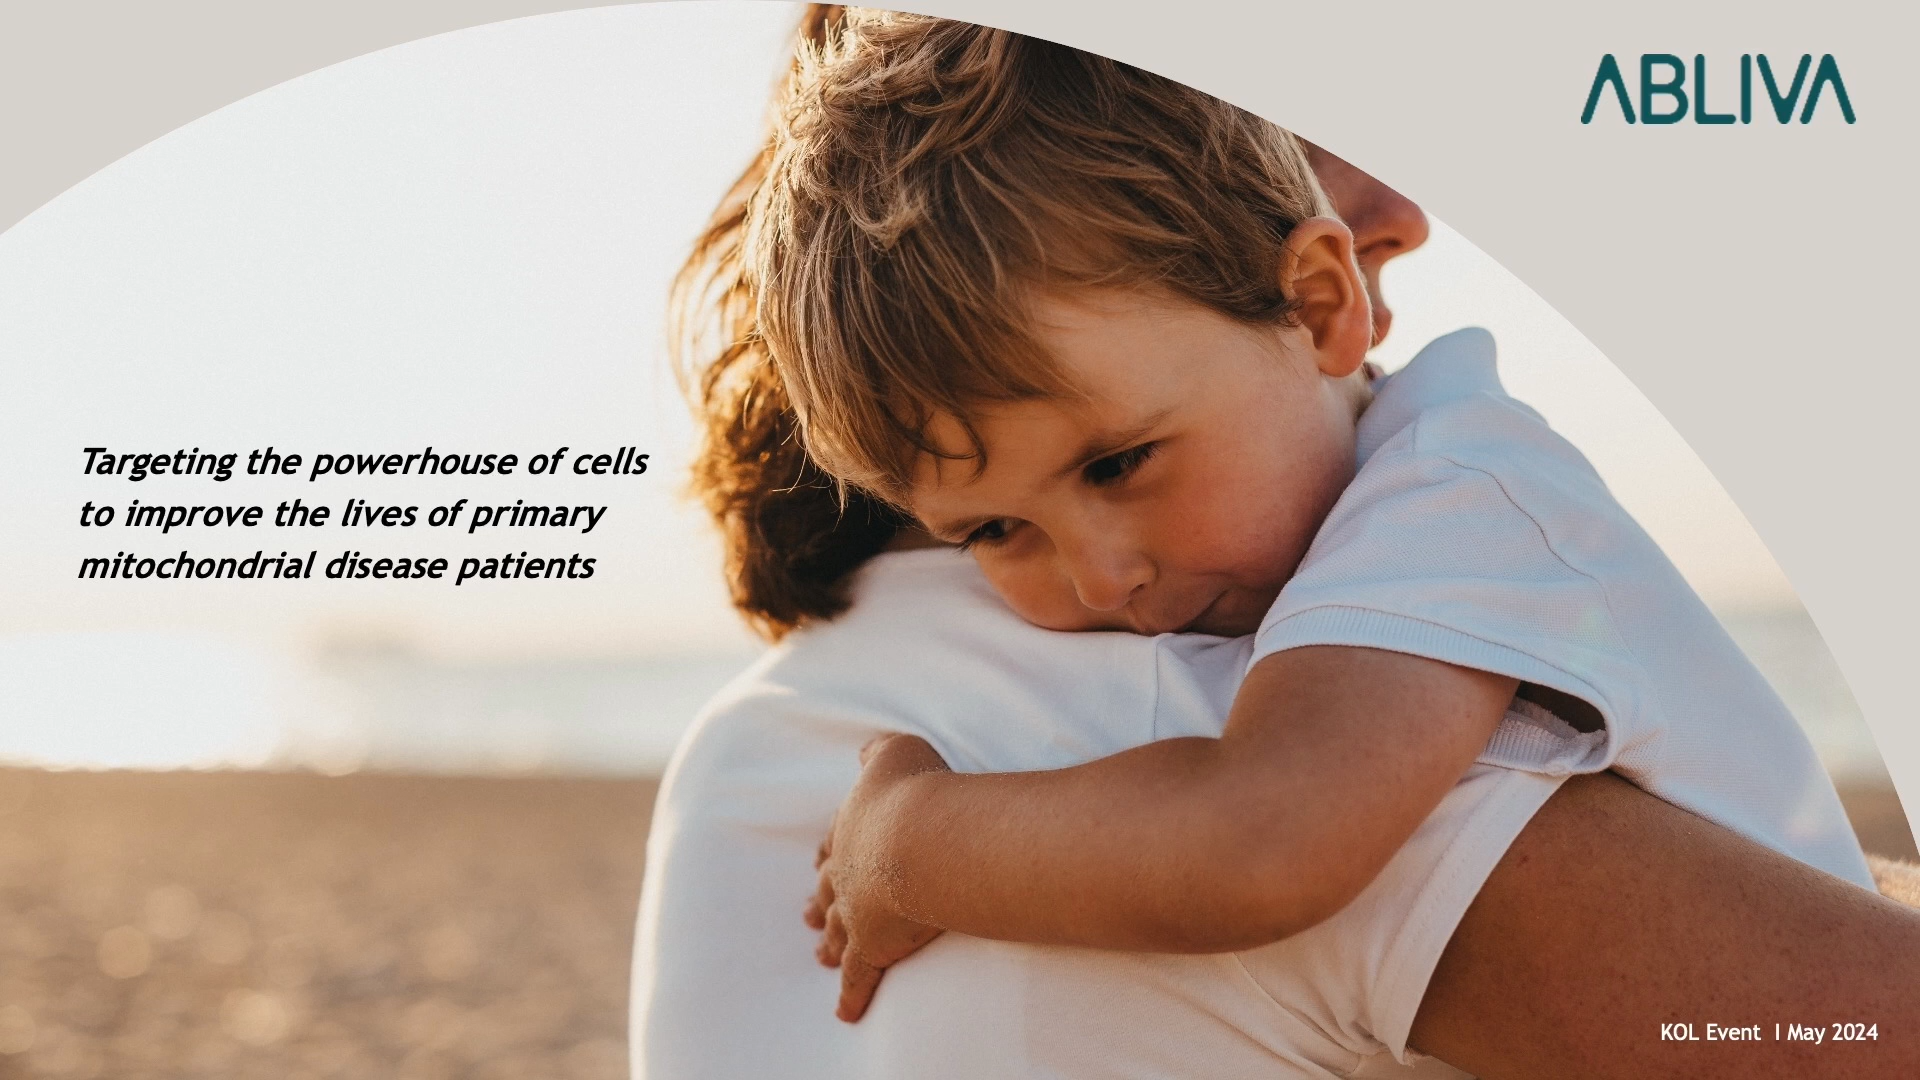 ABLIVA
Targeting the powerhouse of cells
to improve the lives of primary
mitochondrial disease patients
KOL Event I May 2024